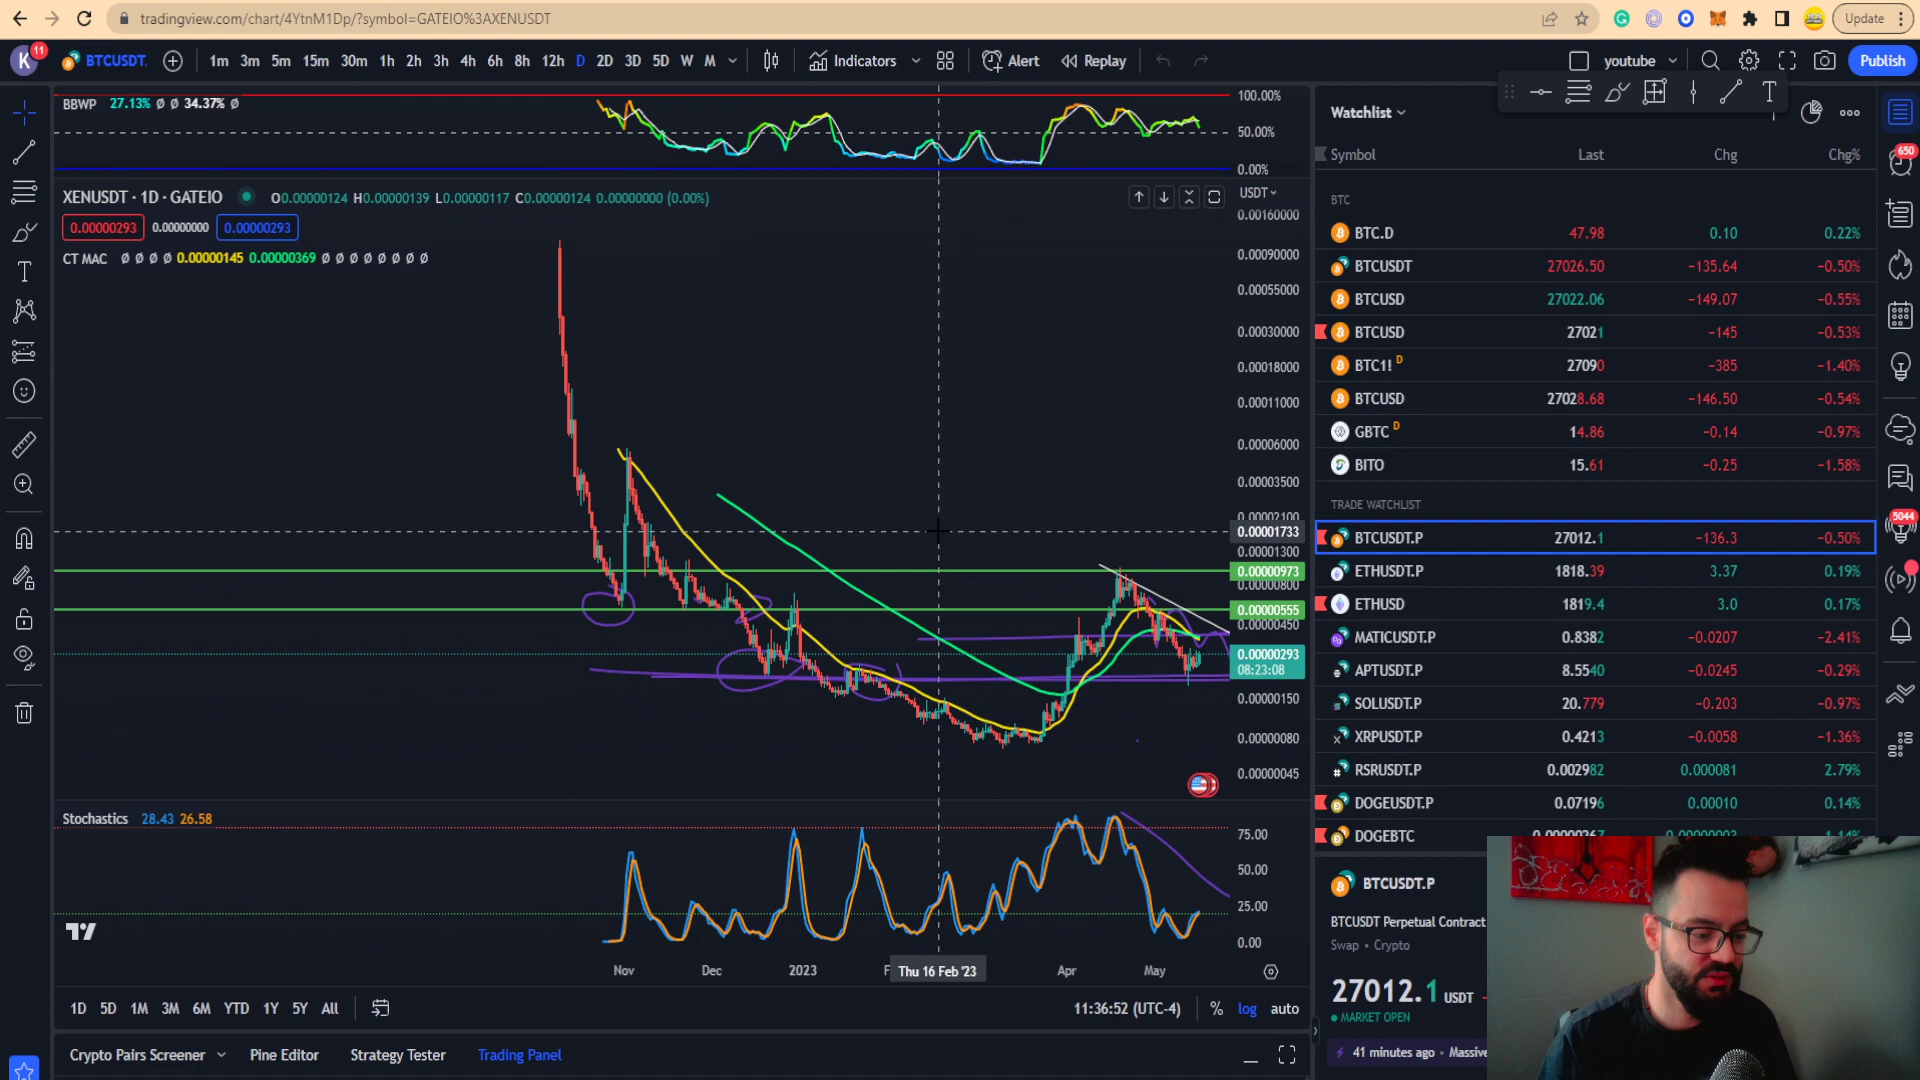 tradingview.com/chart/4YtnM1Dp/?symbol=GATEIO%3AXENUSDT
Update
K 11 BTCUSDT. 1m 3m 5m 15m 30m 1h 2h 3h 4h 6h 8h 12h D 2D 3D 5D W M Indicators Alert Replay youtube Publish
BBWP 27.13% Ø Ø 34.37% Ø
100.00%
50.00%
0.00%
XENUSDT · 1D · GATEIO O0.00000124 H0.00000139 L0.00000117 C0.00000124 0.00000000 (0.00%)
USDT
0.00000293 0.00000000 0.00000293
CT MAC Ø Ø Ø Ø 0.00000145 0.00000369 Ø Ø Ø Ø Ø Ø Ø Ø
0.00160000
0.00090000
0.00055000
0.00030000
0.00018000
0.00011000
0.00006000
0.00003500
0.00002100
0.00001733
0.00001300
0.00000973
0.00000800
0.00000555
0.00000450
0.00000293
08:23:08
0.00000150
0.00000080
0.00000045
Stochastics 28.43 26.58
75.00
50.00
25.00
0.00
Nov Dec 2023 F Thu 16 Feb '23 Apr May
1D 5D 1M 3M 6M YTD 1Y 5Y All 11:36:52 (UTC-4) % log auto
Crypto Pairs Screener Pine Editor Strategy Tester Trading Panel
Watchlist
Symbol Last Chg Chg%
BTC
BTC.D 47.98 0.10 0.22%
BTCUSDT 27026.50 −135.64 −0.50%
BTCUSD 27022.06 −149.07 −0.55%
BTCUSD 27021 −145 −0.53%
BTC1! D 27090 −385 −1.40%
BTCUSD 27028.68 −146.50 −0.54%
GBTC D 14.86 −0.14 −0.97%
BITO 15.61 −0.25 −1.58%
TRADE WATCHLIST
BTCUSDT.P 27012.1 −136.3 −0.50%
ETHUSDT.P 1818.39 3.37 0.19%
ETHUSD 1819.4 3.0 0.17%
MATICUSDT.P 0.8382 −0.0207 −2.41%
APTUSDT.P 8.5540 −0.0245 −0.29%
SOLUSDT.P 20.779 −0.203 −0.97%
XRPUSDT.P 0.4213 −0.0058 −1.36%
RSRUSDT.P 0.002982 0.000081 2.79%
DOGEUSDT.P 0.07196 0.00010 0.14%
DOGEBTC
BTCUSDT.P
BTCUSDT Perpetual Contract
Swap • Crypto
27012.1 USDT
MARKET OPEN
41 minutes ago • Massive
650
5044